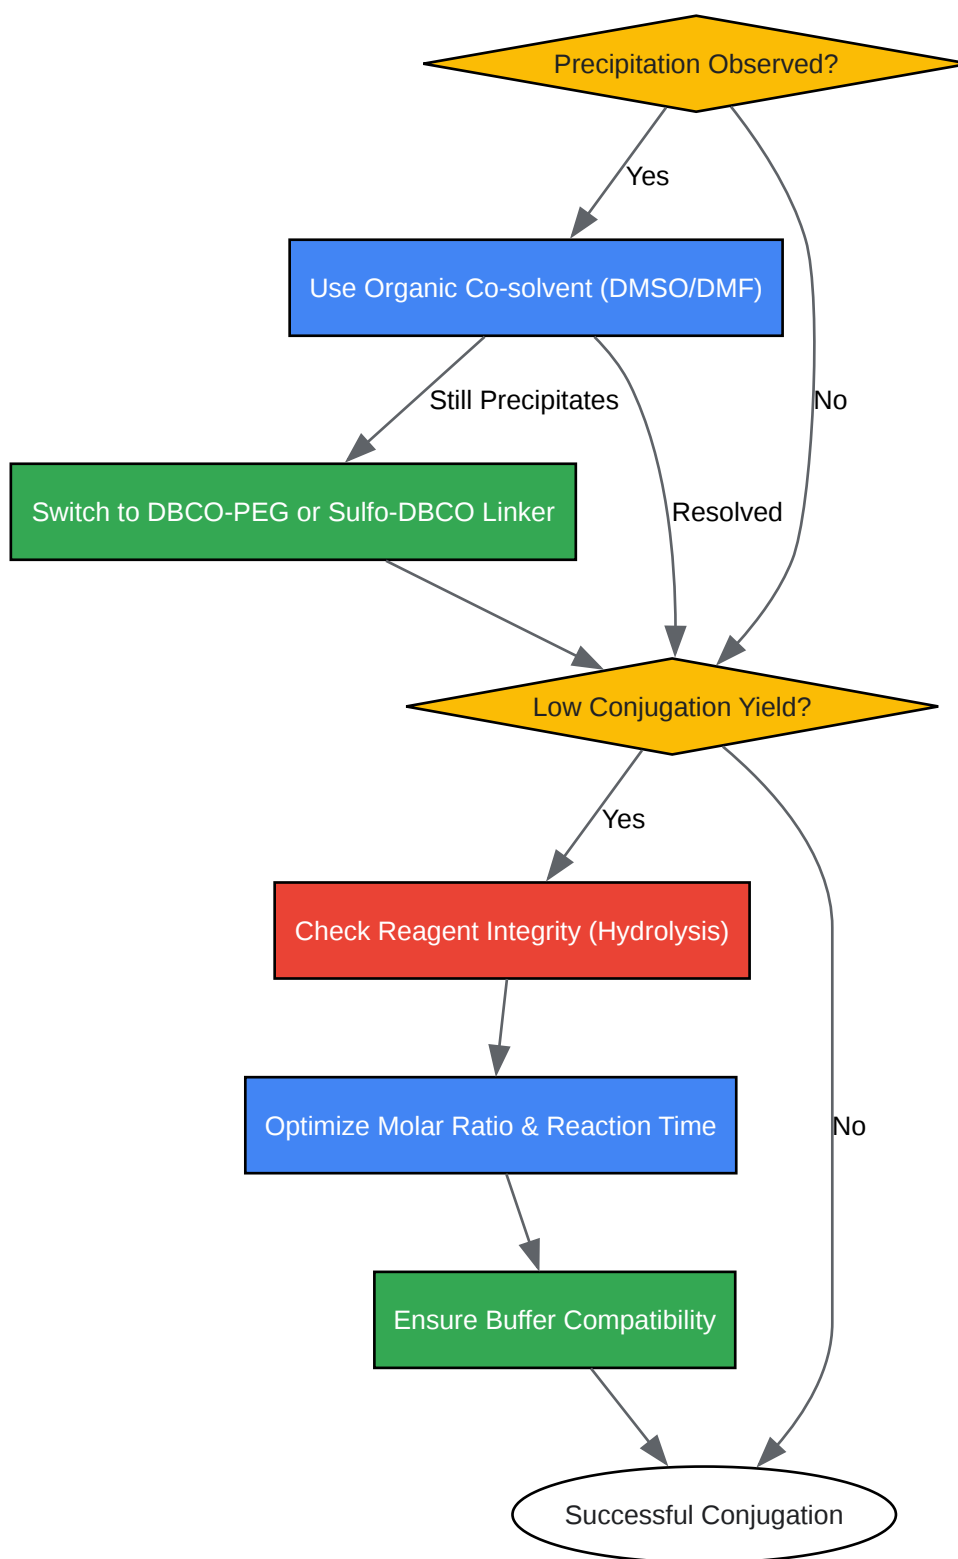 Precipitation Observed?
Yes
Use Organic Co-solvent (DMSO/DMF)
Still Precipitates
No
Switch to DBCO-PEG or Sulfo-DBCO Linker
Resolved
Low Conjugation Yield?
Yes
Check Reagent Integrity (Hydrolysis)
Optimize Molar Ratio & Reaction Time
No
Ensure Buffer Compatibility
Successful Conjugation